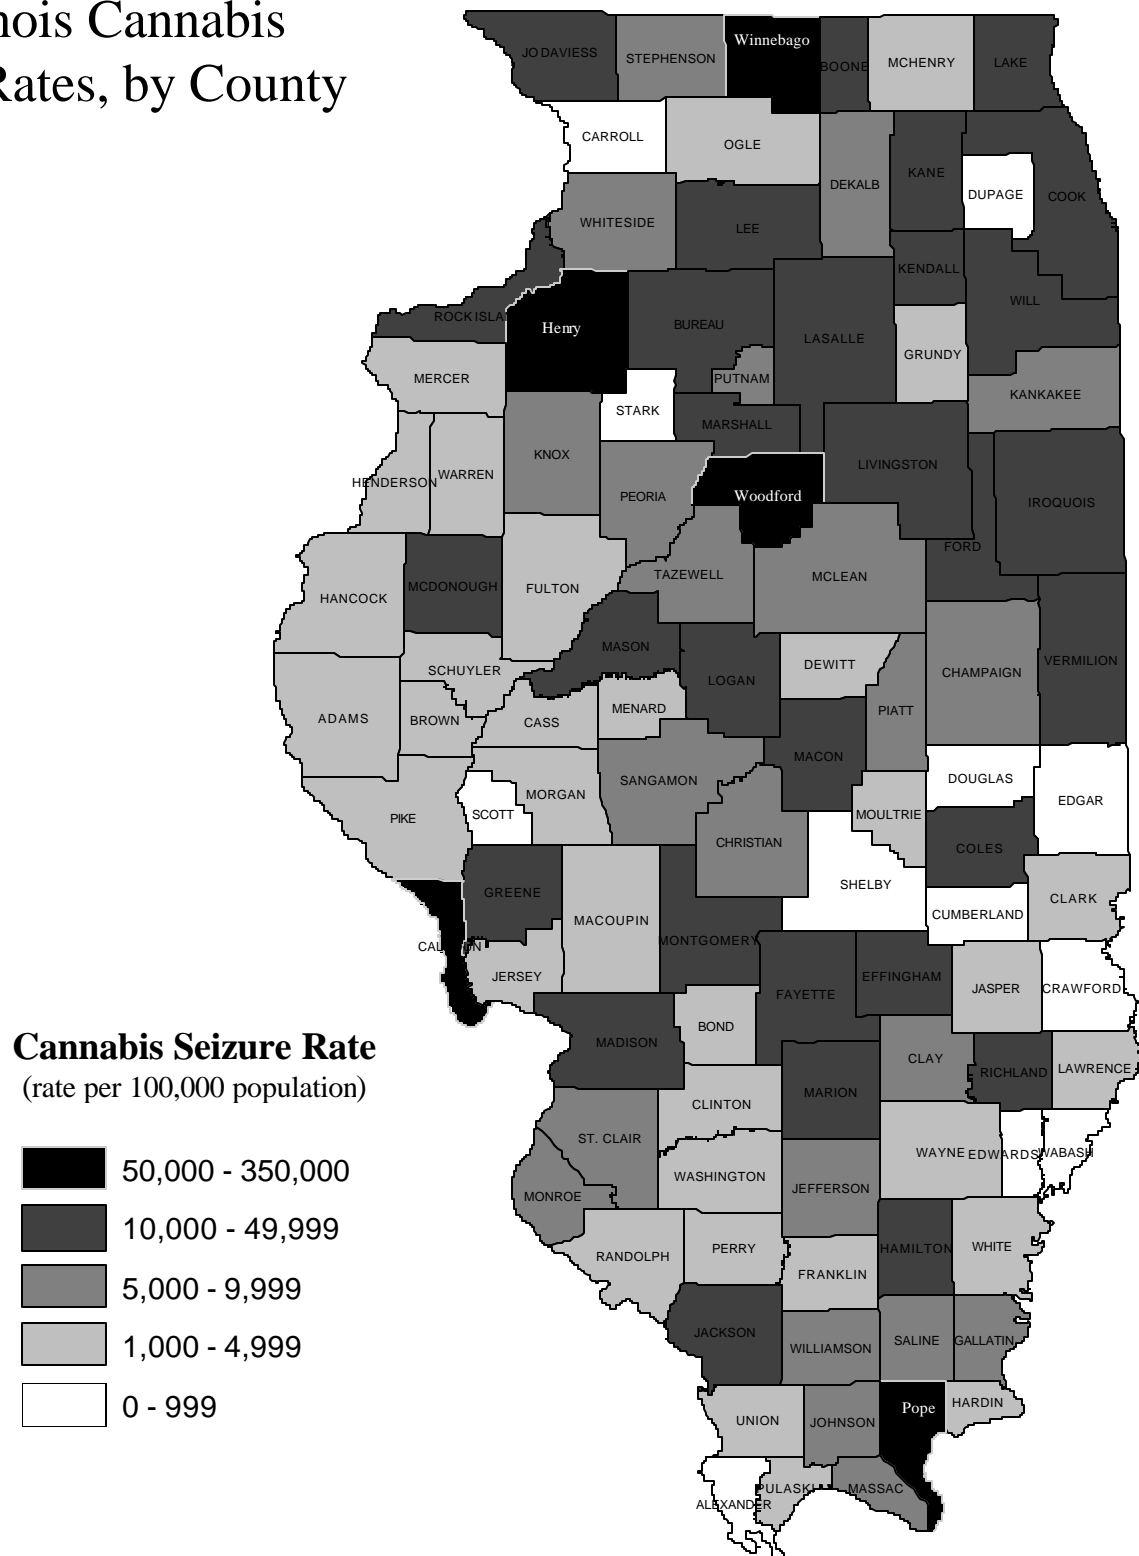 nois Cannabis
Rates, by County
JO DAVIESS
STEPHENSON
Winnebago
BOONE
MCHENRY
LAKE
CARROLL
OGLE
DEKALB
KANE
DUPAGE
COOK
WHITESIDE
LEE
KENDALL
WILL
ROCK ISLA
Henry
BUREAU
LASALLE
GRUNDY
MERCER
PUTNAM
KANKAKEE
STARK
MARSHALL
HENDERSON
WARREN
KNOX
PEORIA
Woodford
LIVINGSTON
IROQUOIS
FORD
HANCOCK
MCDONOUGH
FULTON
TAZEWELL
MCLEAN
SCHUYLER
MASON
LOGAN
DEWITT
CHAMPAIGN
VERMILION
ADAMS
BROWN
CASS
MENARD
PIATT
MACON
SANGAMON
DOUGLAS
EDGAR
PIKE
SCOTT
MORGAN
MOULTRIE
CHRISTIAN
COLES
SHELBY
GREENE
CLARK
MACOUPIN
CUMBERLAND
MONTGOMERY
JERSEY
FAYETTE
EFFINGHAM
JASPER
CRAWFORD
BOND
MADISON
CLAY
RICHLAND
LAWRENCE
MARION
CLINTON
ST. CLAIR
WAYNE
EDWARDS
WABASH
WASHINGTON
JEFFERSON
MONROE
RANDOLPH
PERRY
FRANKLIN
HAMILTON
WHITE
JACKSON
WILLIAMSON
SALINE
GALLATIN
UNION
JOHNSON
Pope
HARDIN
ALEXANDER
PULASKI
MASSAC
Cannabis Seizure Rate
(rate per 100,000 population)
50,000 - 350,000
10,000 - 49,999
5,000 - 9,999
1,000 - 4,999
0 - 999